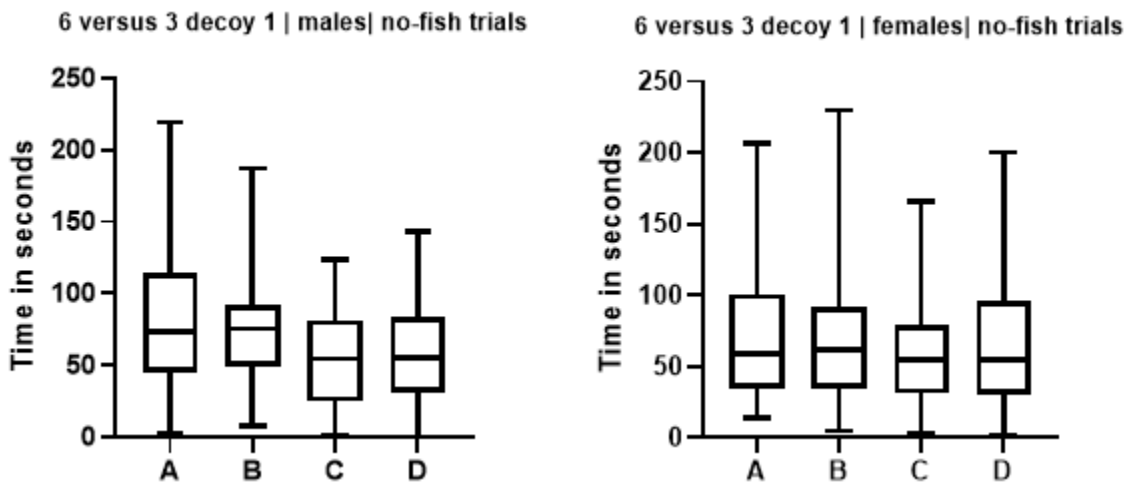 6 versus 3 decoy 1 | males| no-fish trials
Time in seconds
250
200
150
100
50
0
A B C D
6 versus 3 decoy 1 | females| no-fish trials
Time in seconds
250
200
150
100
50
0
A B C D